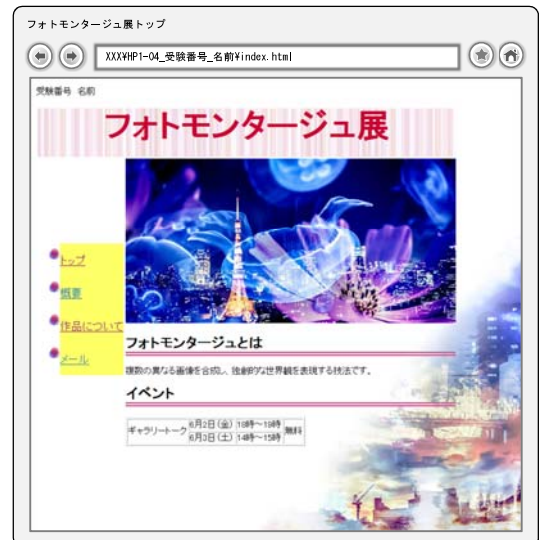 フォトモンタージュ展トップ
XXX¥HP1-04_受験番号_名前¥index.html
受験番号 名前
フォトモンタージュ展
トップ
概要
作品について
メール
フォトモンタージュとは
複数の異なる画像を合成し、独創的な世界観を表現する技法です。
イベント
ギャラリートーク 6月2日(金) 18時~19時 無料
6月3日(土) 14時~15時